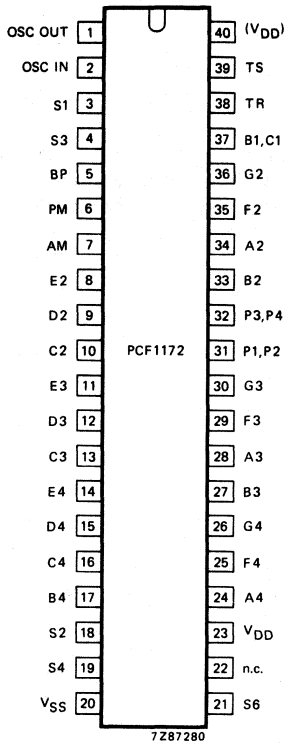 OSC OUT 1 40 (VDD)
OSC IN 2 39 TS
S1 3 38 TR
S3 4 37 B1,C1
BP 5 36 G2
PM 6 35 F2
AM 7 34 A2
E2 8 33 B2
D2 9 32 P3,P4
C2 10 PCF1172 31 P1,P2
E3 11 30 G3
D3 12 29 F3
C3 13 28 A3
E4 14 27 B3
D4 15 26 G4
C4 16 25 F4
B4 17 24 A4
S2 18 23 VDD
S4 19 22 n.c.
VSS 20 21 S6
7Z87280